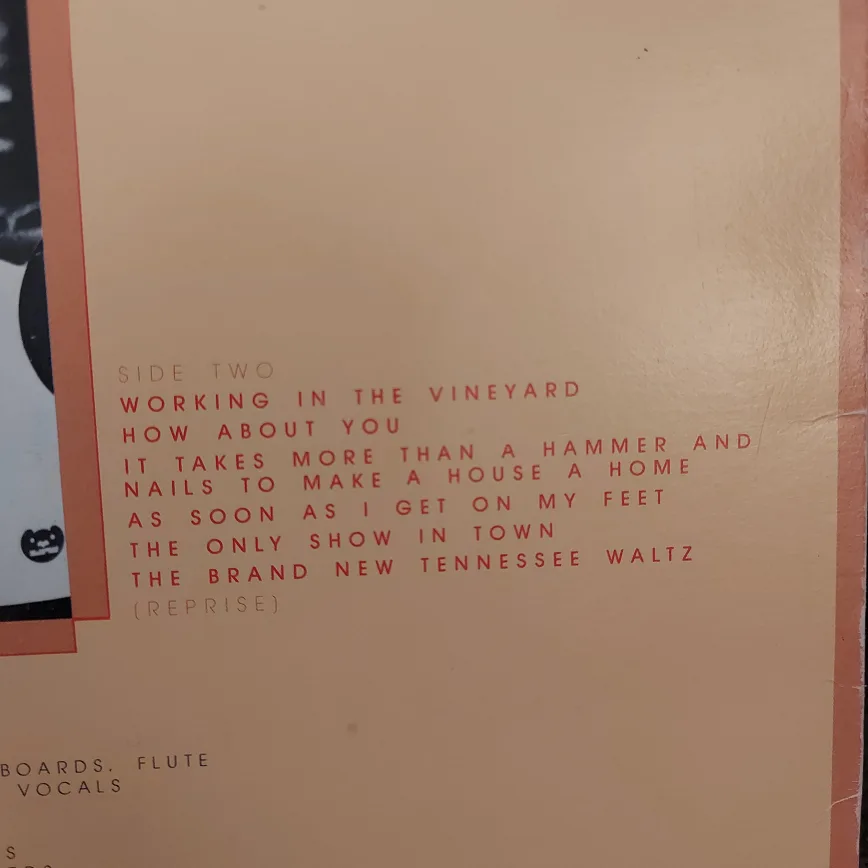 SIDE TWO
WORKING IN THE VINEYARD
HOW ABOUT YOU
IT TAKES MORE THAN A HAMMER AND
NAILS TO MAKE A HOUSE A HOME
AS SOON AS I GET ON MY FEET
THE ONLY SHOW IN TOWN
THE BRAND NEW TENNESSEE WALTZ
(REPRISE)
BOARDS, FLUTE
VOCALS
S